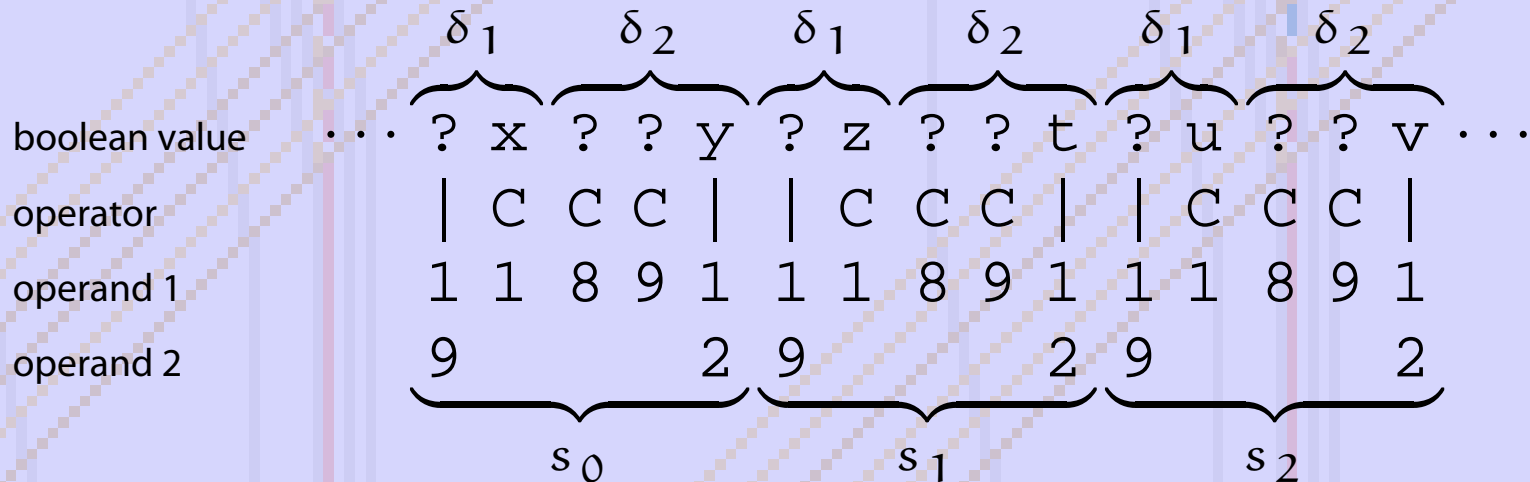 δ1 δ2 δ1 δ2 δ1 δ2
boolean value ··· ? x ? ? y ? z ? ? t ? u ? ? v ···
operator | C C C | | C C C | | C C C |
operand 1 1 1 8 9 1 1 1 8 9 1 1 1 8 9 1
operand 2 9 2 9 2 9 2
s0 s1 s2